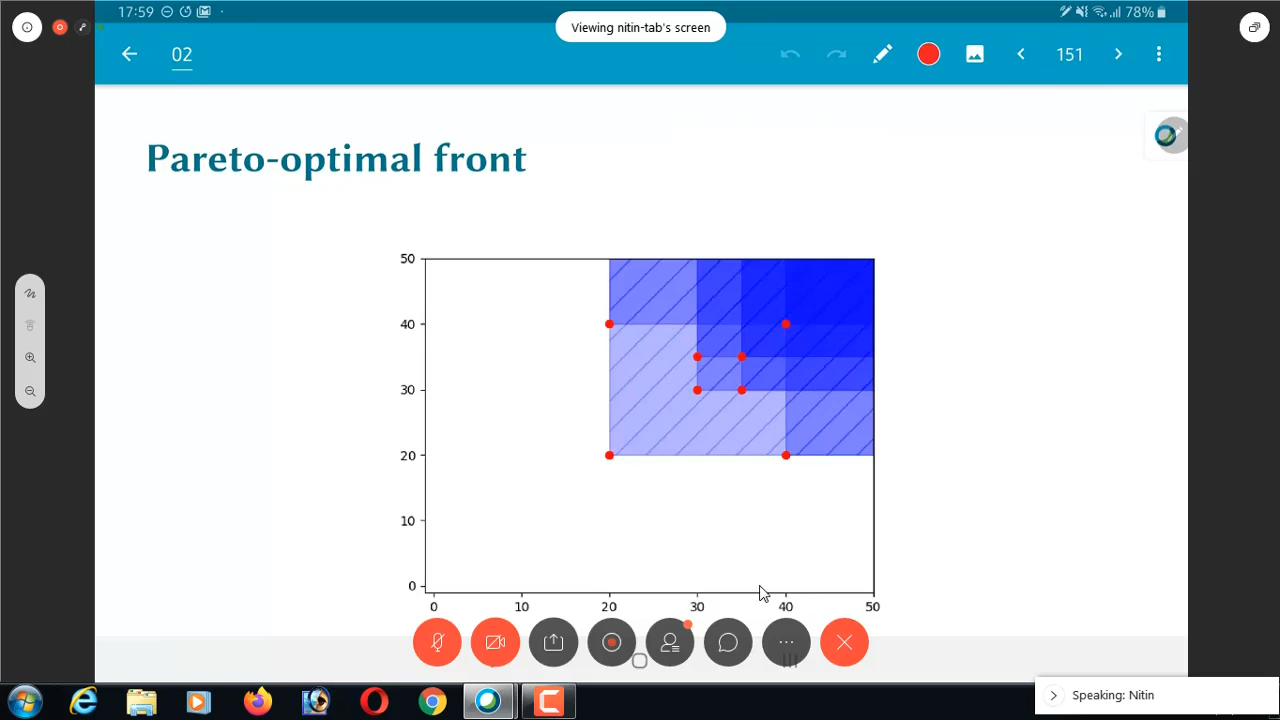 17:59
78%
Viewing nitin-tab's screen
02
151
Pareto-optimal front
50
40
30
20
10
0
0 10 20 30 40 50
Speaking: Nitin